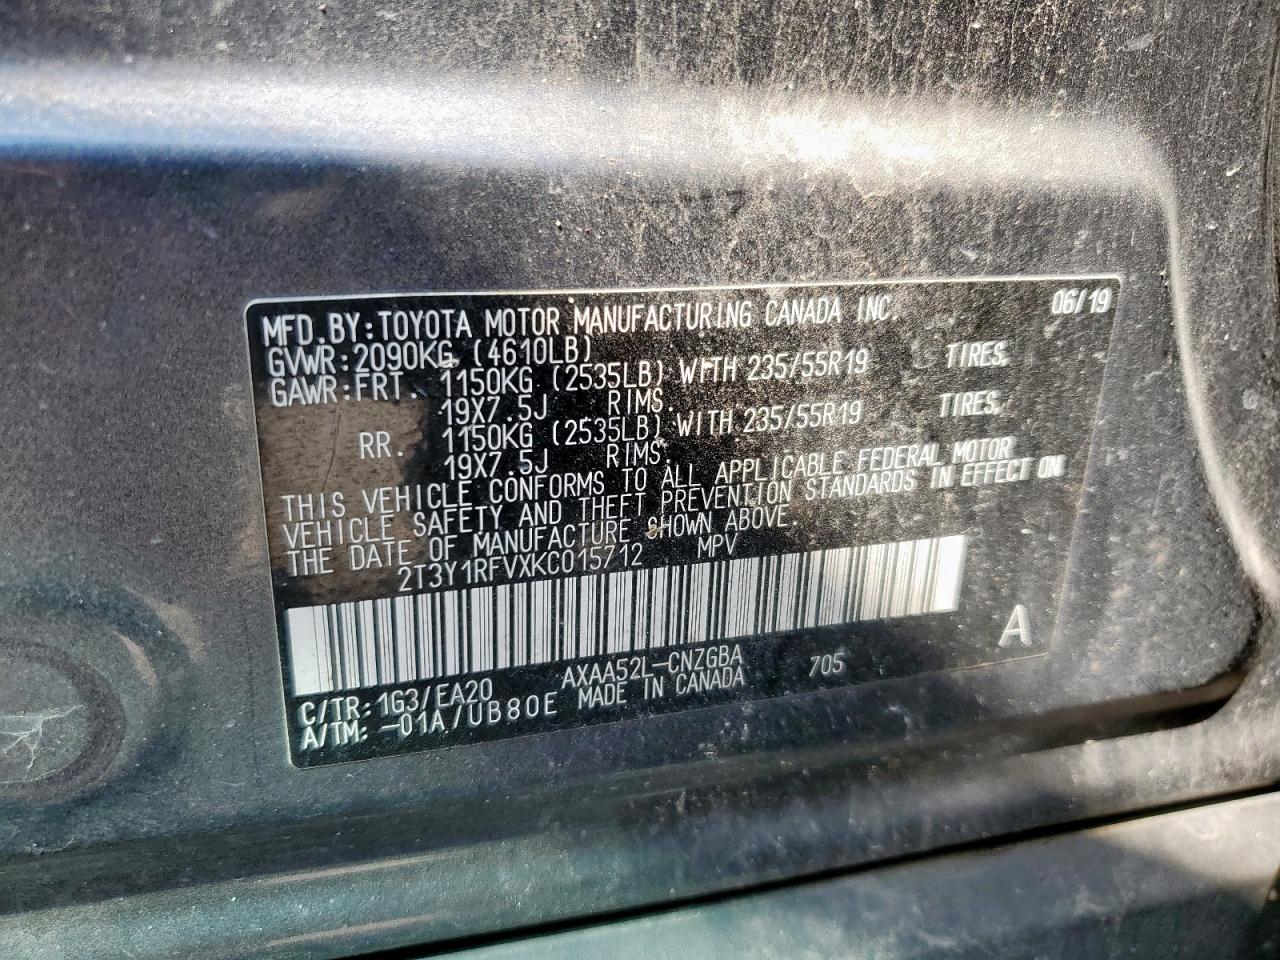 MFD.BY:TOYOTA MOTOR MANUFACTURING CANADA INC. 06/19
GVWR:2090KG (4610LB)
GAWR:FRT. 1150KG (2535LB) WITH 235/55R19 TIRES,
19X7.5J RIMS.
RR. 1150KG (2535LB) WITH 235/55R19 TIRES,
19X7.5J RIMS.
THIS VEHICLE CONFORMS TO ALL APPLICABLE FEDERAL MOTOR
VEHICLE SAFETY AND THEFT PREVENTION STANDARDS IN EFFECT ON
THE DATE OF MANUFACTURE SHOWN ABOVE.
2T3Y1RFVXKC015712 MPV
A
AXAA52L-CNZGBA 705
C/TR:1G3/EA20 MADE IN CANADA
A/TM: -01A/UB80E